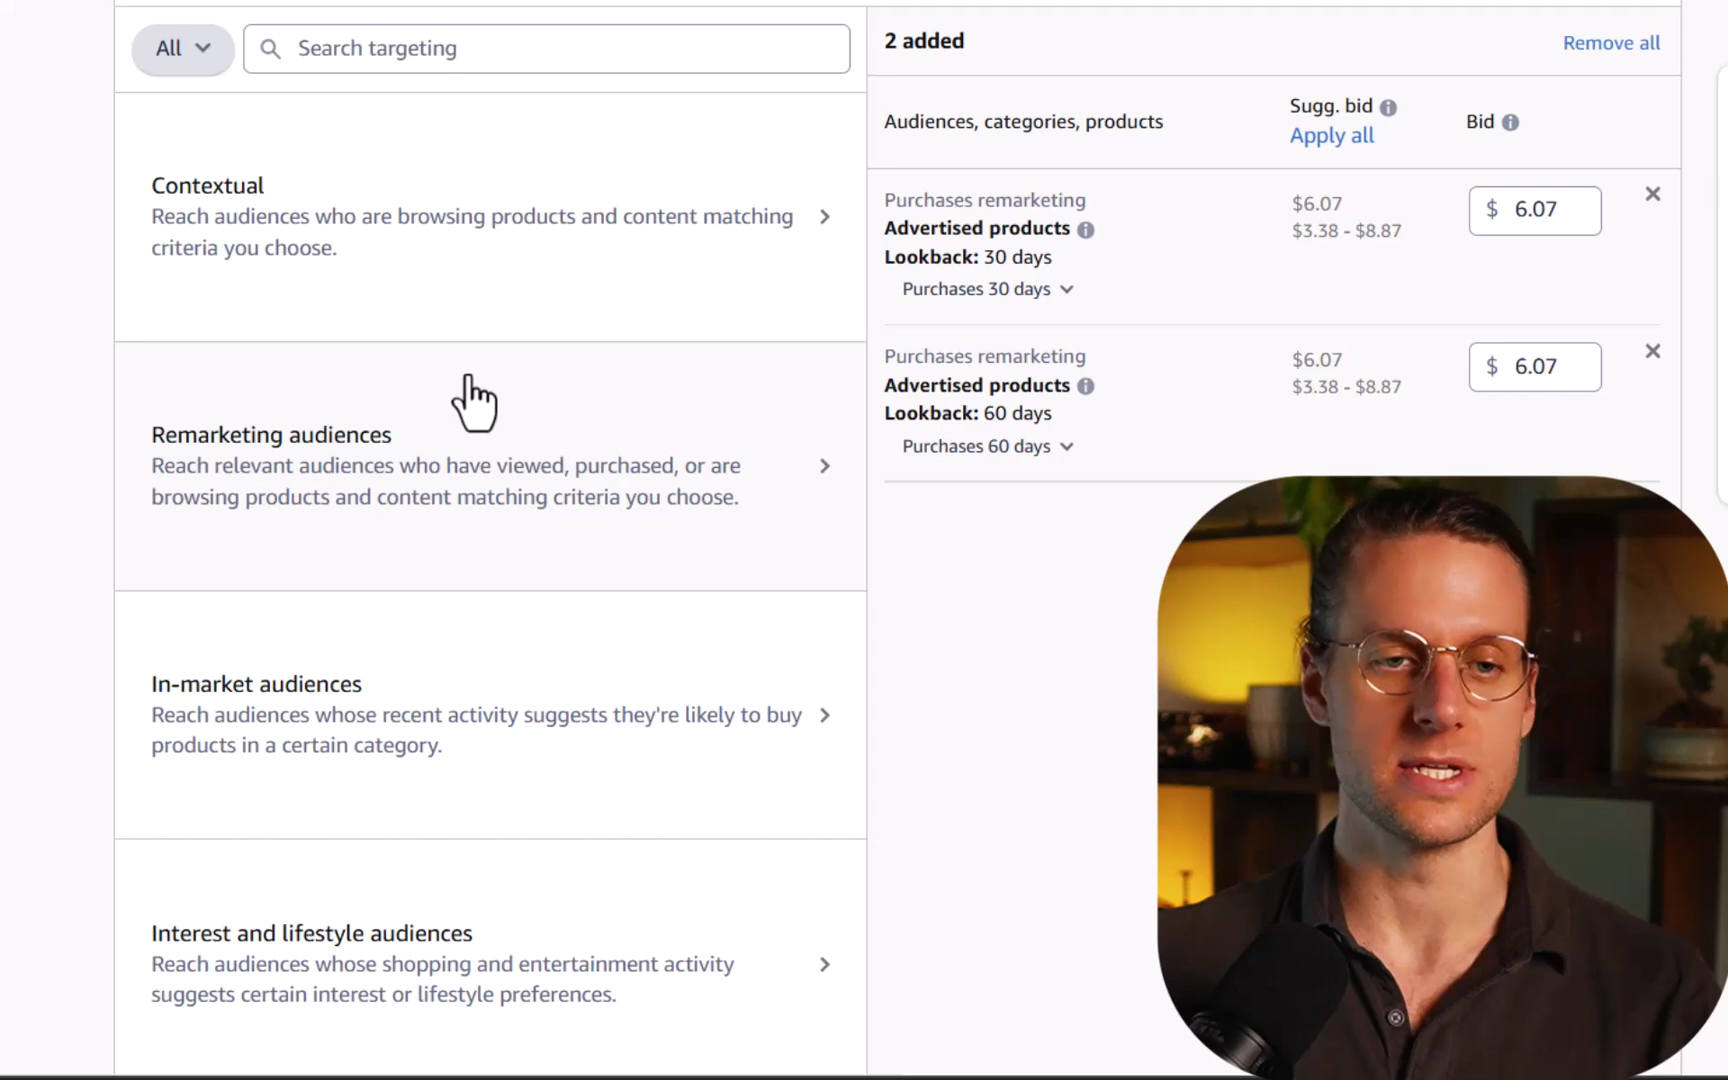 All
Search targeting
2 added
Remove all
Audiences, categories, products
Sugg. bid
Apply all
Bid
Contextual
Reach audiences who are browsing products and content matching
criteria you choose.
Remarketing audiences
Reach relevant audiences who have viewed, purchased, or are
browsing products and content matching criteria you choose.
In-market audiences
Reach audiences whose recent activity suggests they're likely to buy
products in a certain category.
Interest and lifestyle audiences
Reach audiences whose shopping and entertainment activity
suggests certain interest or lifestyle preferences.
Purchases remarketing
Advertised products
Lookback: 30 days
Purchases 30 days
$6.07
$3.38 - $8.87
$ 6.07
Purchases remarketing
Advertised products
Lookback: 60 days
Purchases 60 days
$6.07
$3.38 - $8.87
$ 6.07